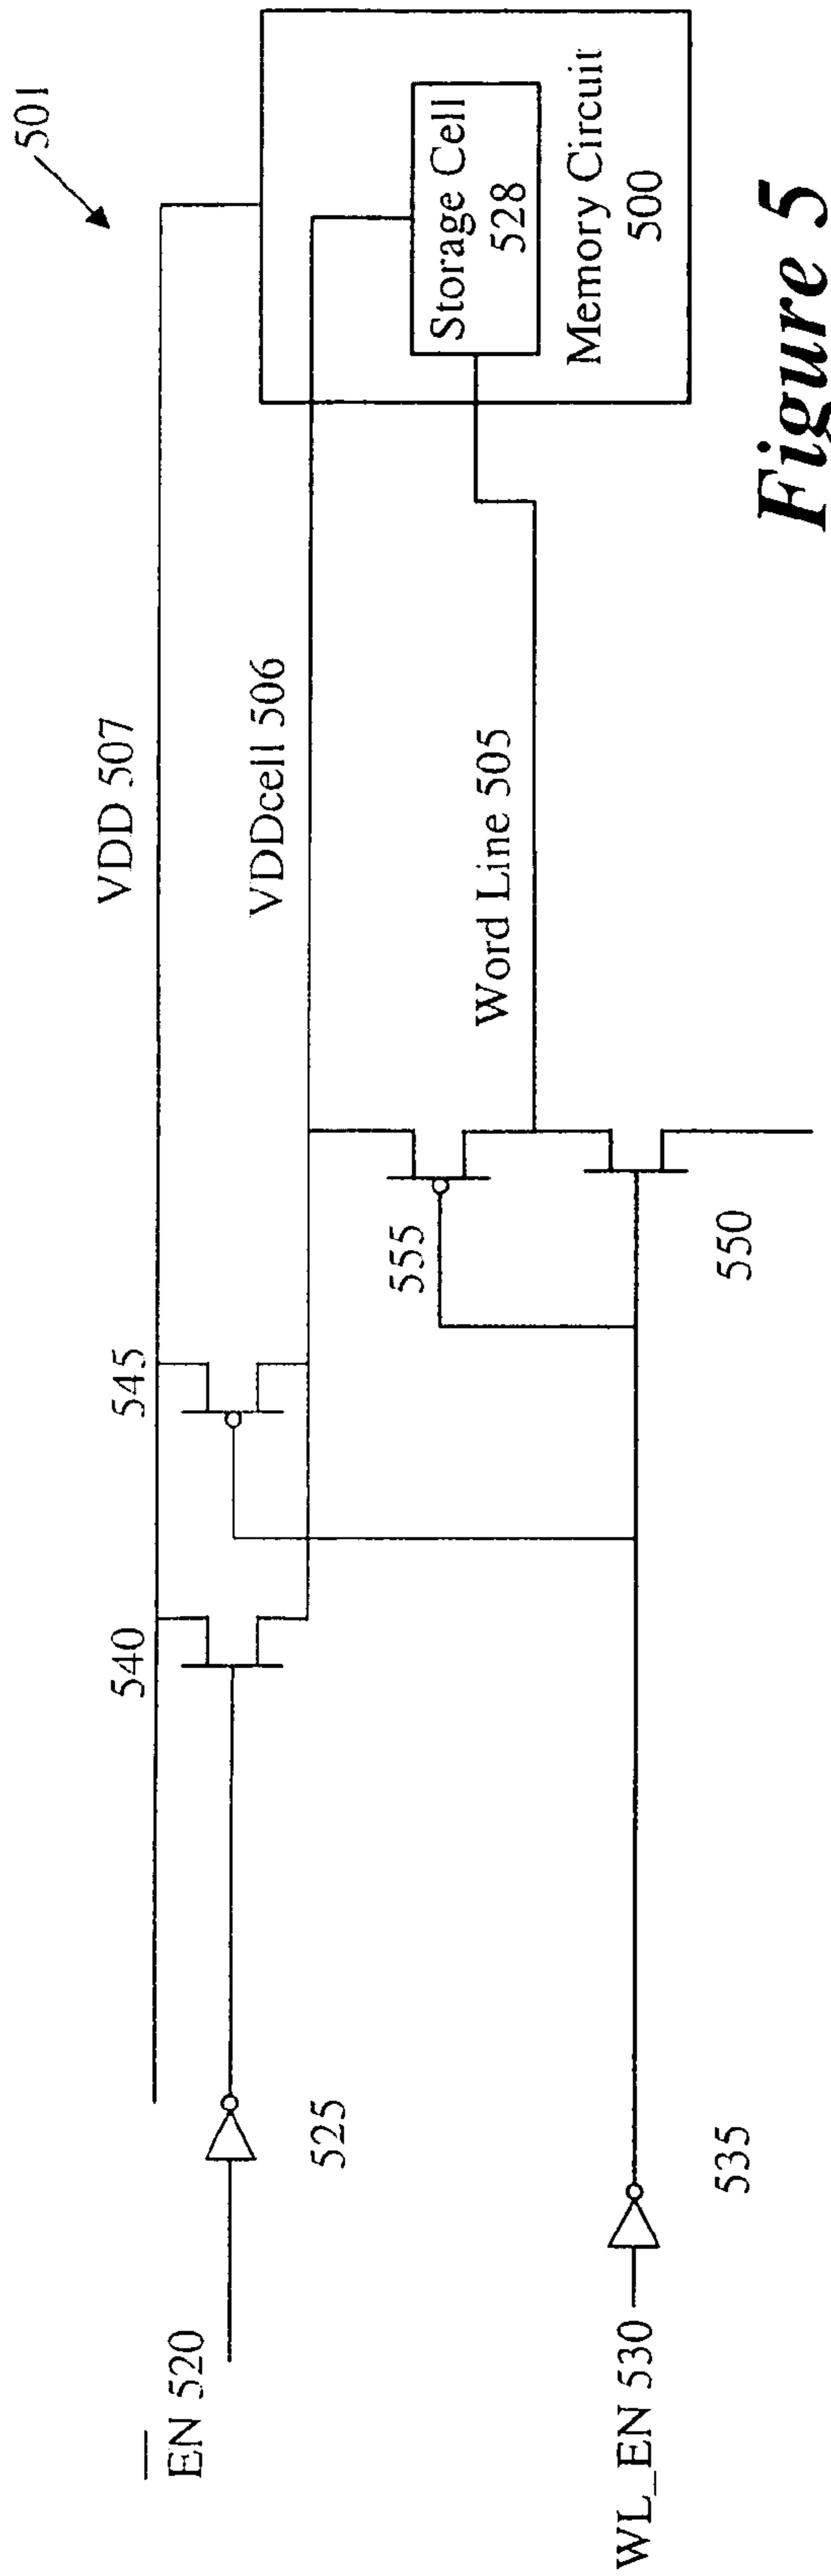 501
VDD 507
VDDcell 506
Storage Cell
528
Memory Circuit
500
Word Line 505
540
545
555
550
E̅N̅ 520
525
WL_EN 530
535
Figure 5